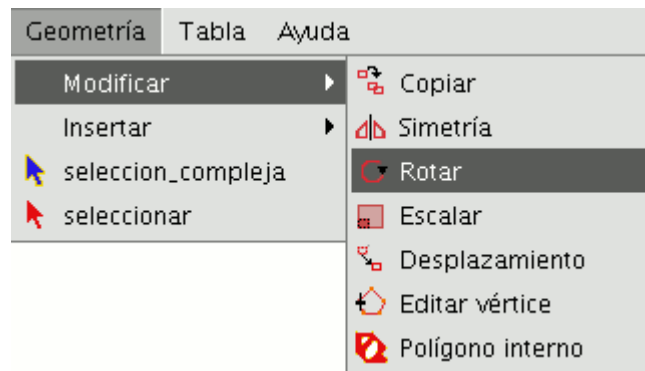 Geometría Tabla Ayuda
Modificar
Insertar
seleccion_compleja
seleccionar
Copiar
Simetría
Rotar
Escalar
Desplazamiento
Editar vértice
Polígono interno